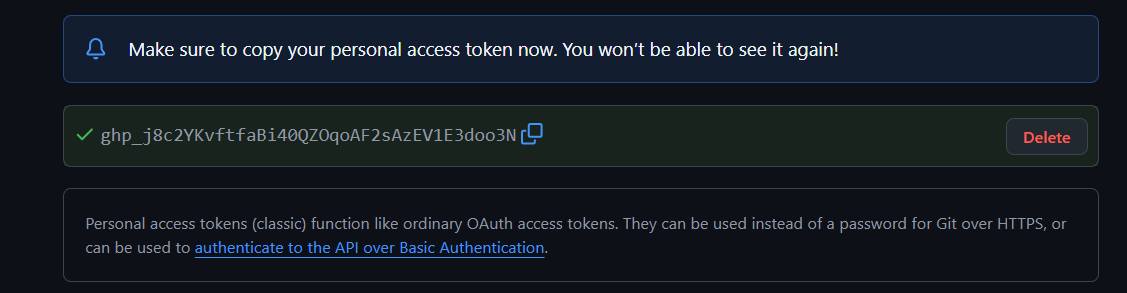 Make sure to copy your personal access token now. You won’t be able to see it again!
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
Delete
Personal access tokens (classic) function like ordinary OAuth access tokens. They can be used instead of a password for Git over HTTPS, or
can be used to authenticate to the API over Basic Authentication.